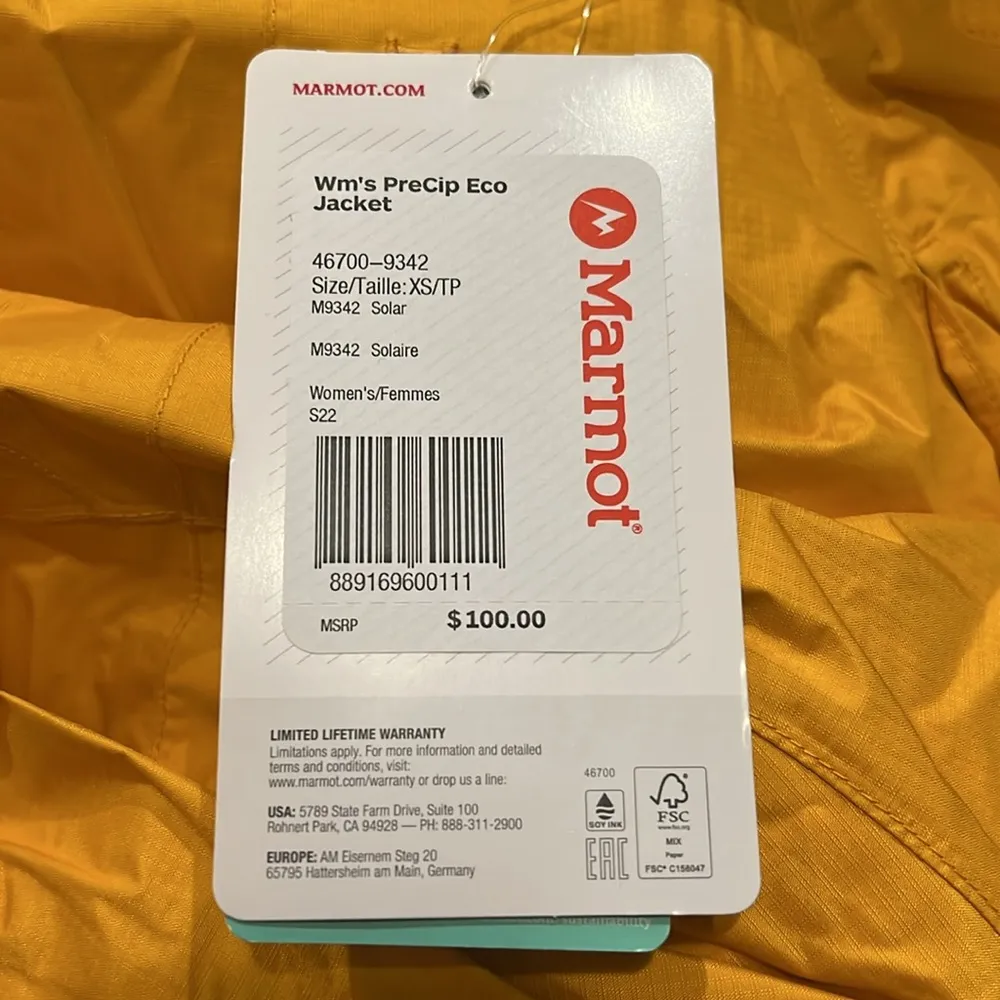 MARMOT.COM
Wm's PreCip Eco
Jacket
46700–9342
Size/Taille: XS/TP
M9342 Solar
M9342 Solaire
Women's/Femmes
S22
889169600111
MSRP $100.00
Marmot®
LIMITED LIFETIME WARRANTY
Limitations apply. For more information and detailed
terms and conditions, visit:
www.marmot.com/warranty or drop us a line:
USA: 5789 State Farm Drive, Suite 100
Rohnert Park, CA 94928 — PH: 888-311-2900
EUROPE: AM Eisernem Steg 20
65795 Hattersheim am Main, Germany
46700
SOY INK
EAC
FSC
www.fsc.org
MIX
Paper
FSC® C156047
sustainability